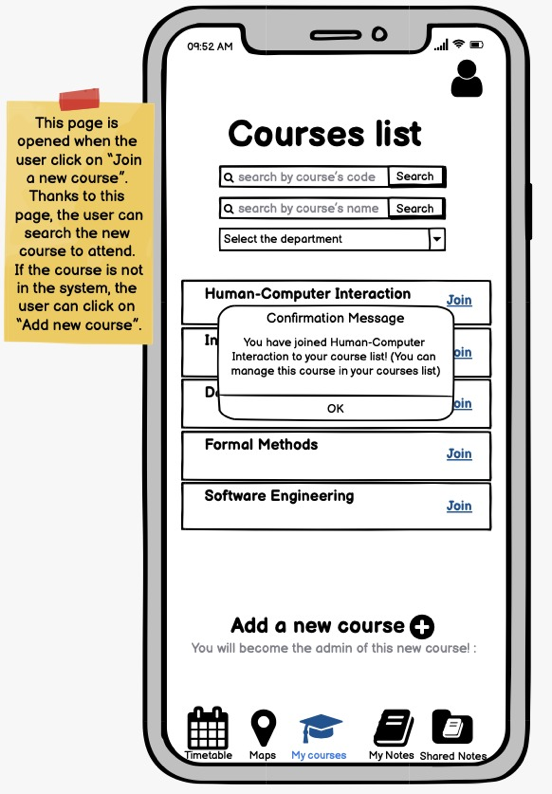 09:52 AM
This page is
opened when the
user click on “Join
a new course”.
Thanks to this
page, the user can
search the new
course to attend.
If the course is not
in the system, the
user can click on
“Add new course”.
Courses list
search by course's code Search
search by course's name Search
Select the department
Human-Computer Interaction Join
Confirmation Message
You have joined Human-Computer
Interaction to your course list! (You can
manage this course in your courses list)
OK
Formal Methods Join
Software Engineering Join
Add a new course
You will become the admin of this new course! :
Timetable Maps My courses My Notes Shared Notes